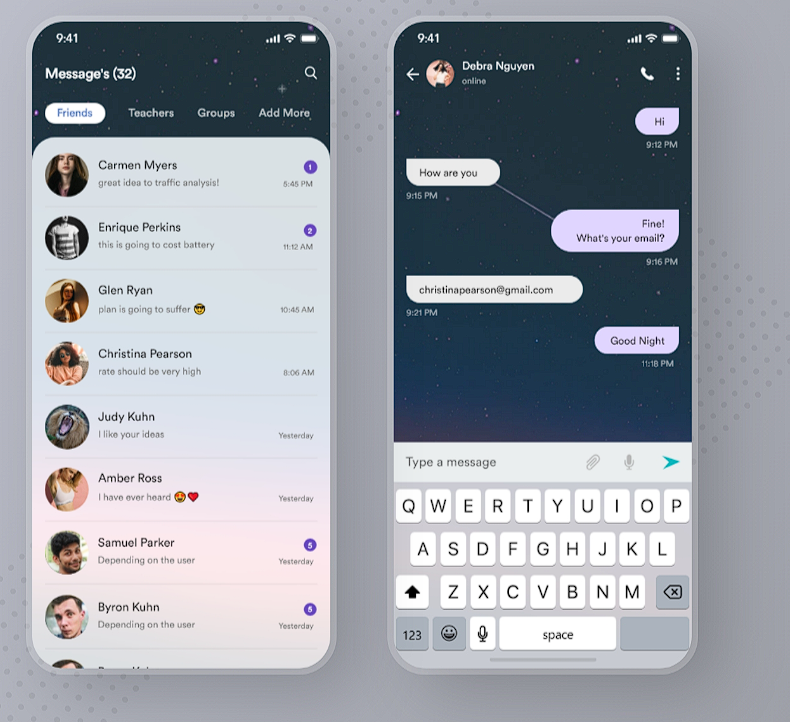 9:41
Message's (32)
Friends Teachers Groups Add More
Carmen Myers
1
great idea to traffic analysis!
5:45 PM
Enrique Perkins
2
this is going to cost battery
11:12 AM
Glen Ryan
plan is going to suffer 😎
10:45 AM
Christina Pearson
rate should be very high
8:06 AM
Judy Kuhn
I like your ideas
Yesterday
Amber Ross
I have ever heard 😍❤️
Yesterday
Samuel Parker
5
Depending on the user
Yesterday
Byron Kuhn
5
Depending on the user
Yesterday
9:41
Debra Nguyen
online
Hi
9:12 PM
How are you
9:15 PM
Fine!
What's your email?
9:16 PM
christinapearson@gmail.com
9:21 PM
Good Night
11:18 PM
Type a message
Q W E R T Y U I O P
A S D F G H J K L
Z X C V B N M
123 space